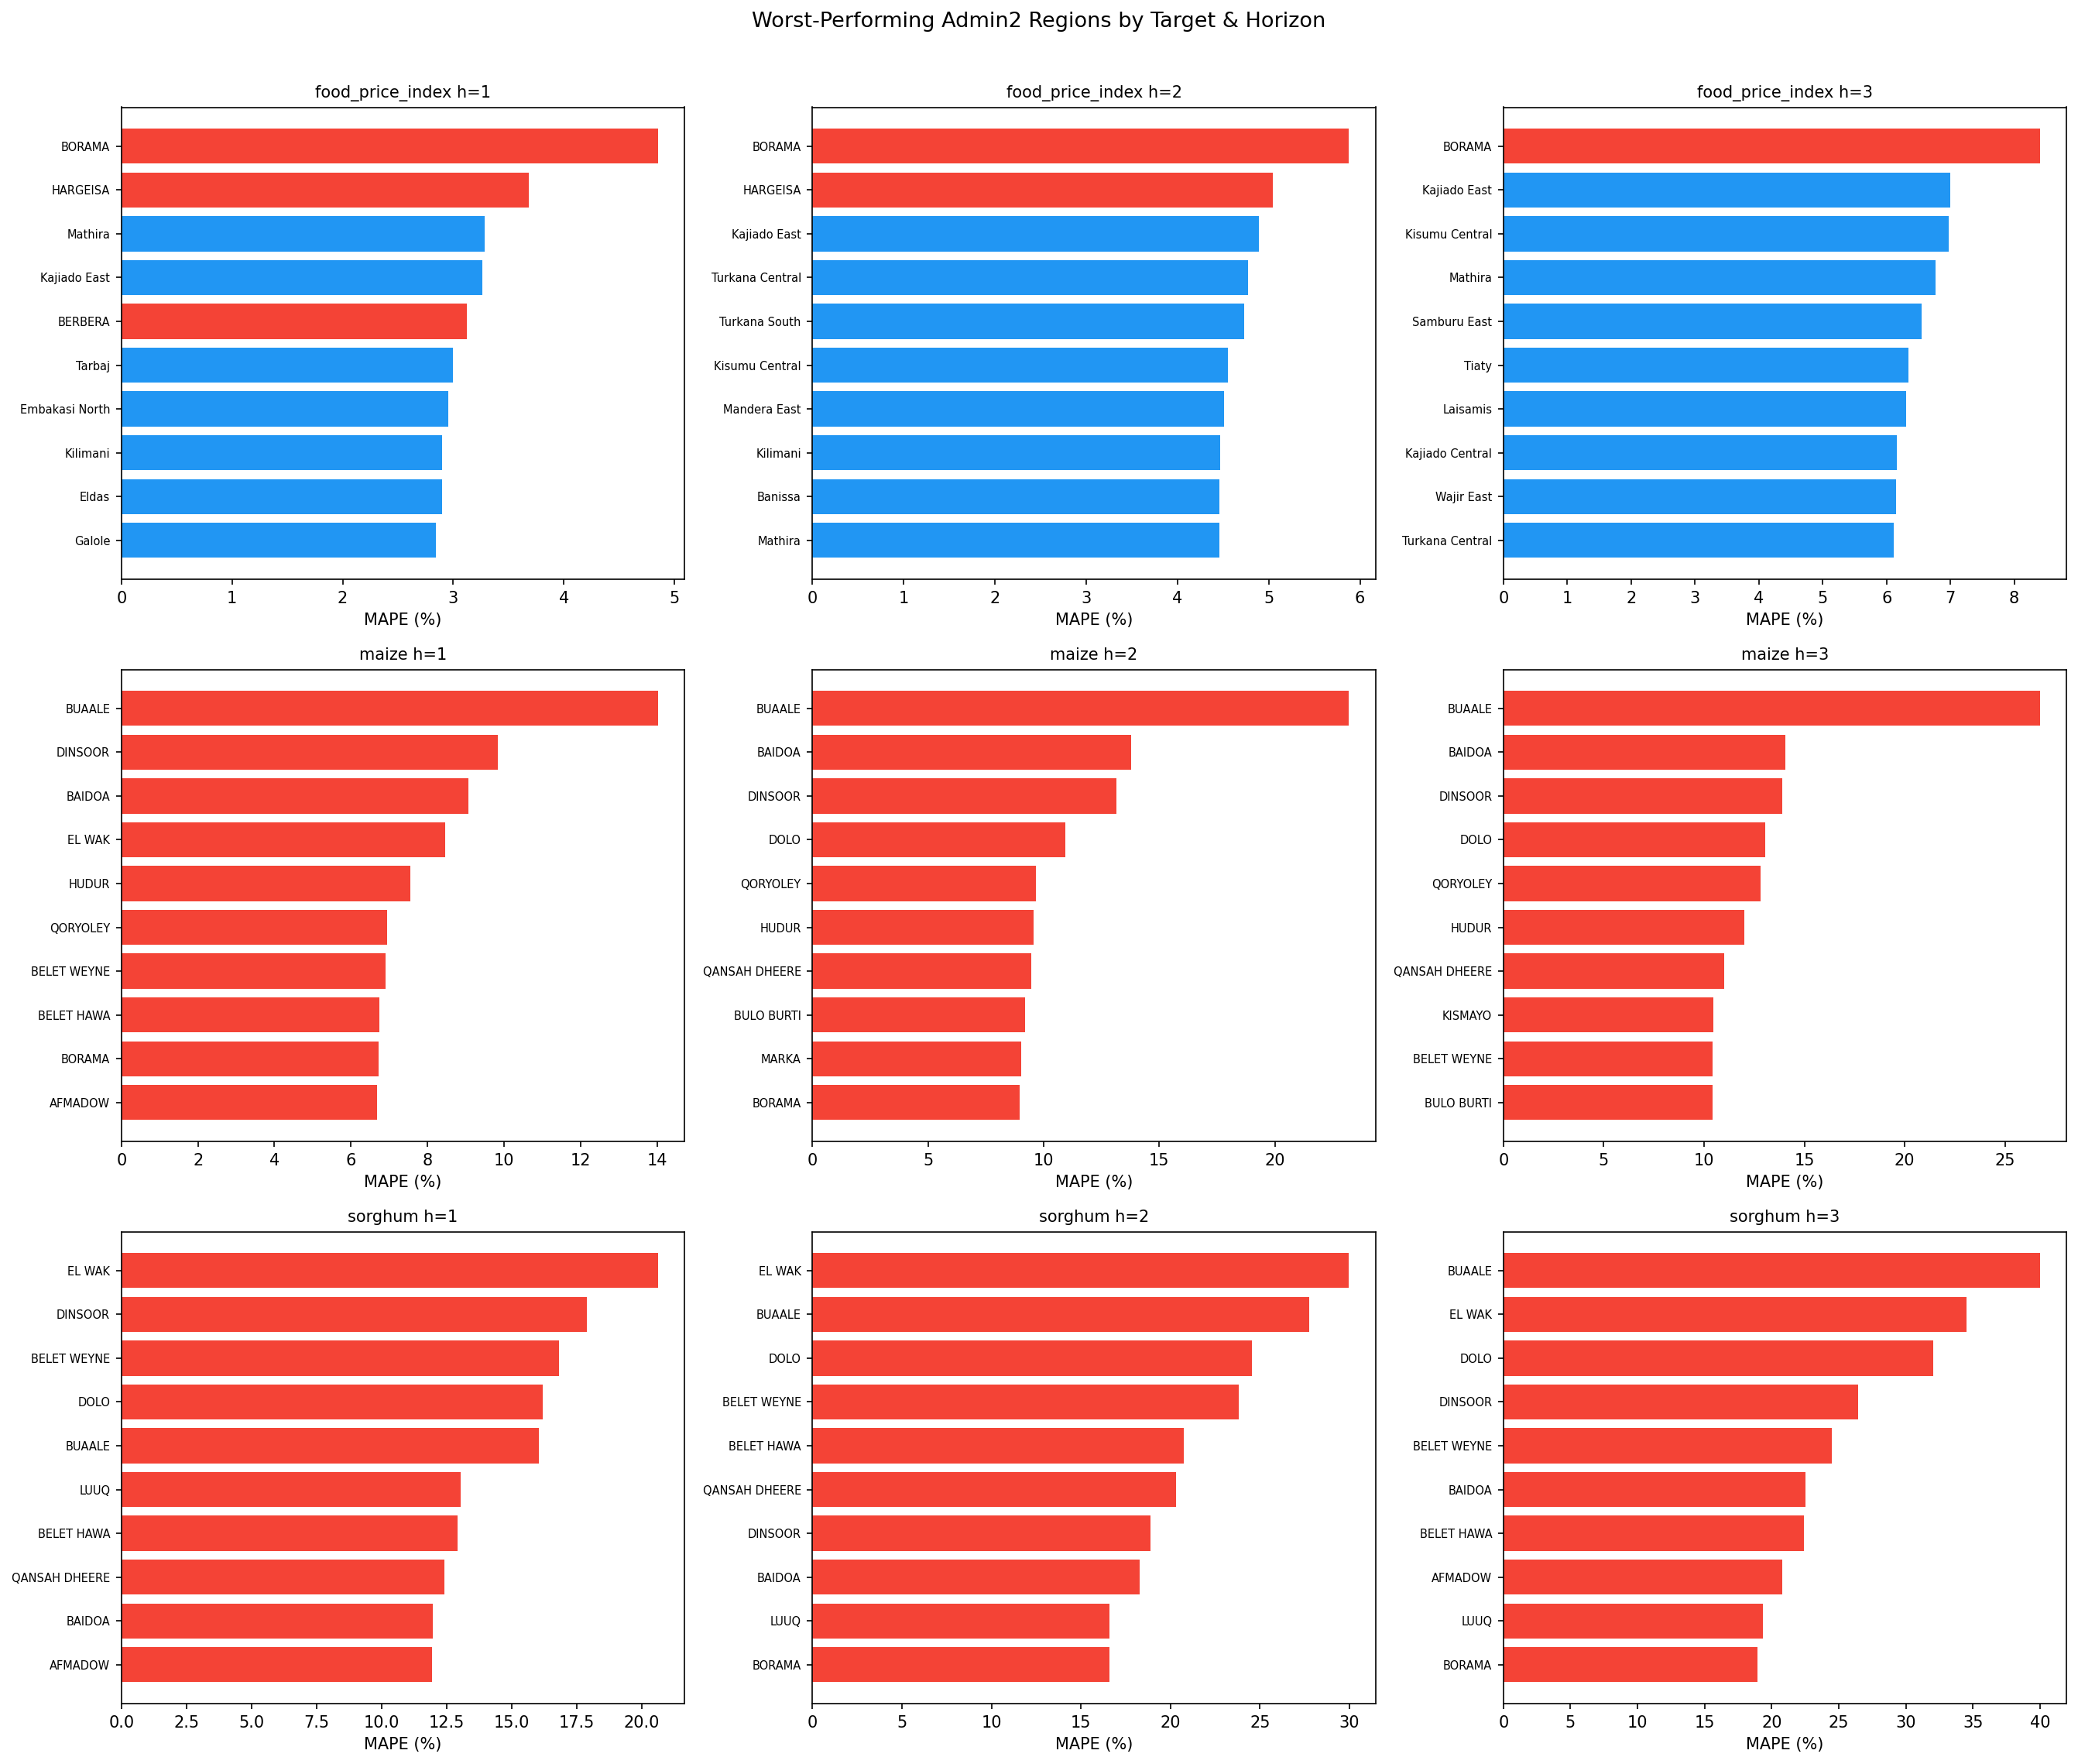 Worst-Performing Admin2 Regions by Target & Horizon
food_price_index h=1
BORAMA
HARGEISA
Mathira
Kajiado East
BERBERA
Tarbaj
Embakasi North
Kilimani
Eldas
Galole
0 1 2 3 4 5
MAPE (%)
food_price_index h=2
BORAMA
HARGEISA
Kajiado East
Turkana Central
Turkana South
Kisumu Central
Mandera East
Kilimani
Banissa
Mathira
0 1 2 3 4 5 6
MAPE (%)
food_price_index h=3
BORAMA
Kajiado East
Kisumu Central
Mathira
Samburu East
Tiaty
Laisamis
Kajiado Central
Wajir East
Turkana Central
0 1 2 3 4 5 6 7 8
MAPE (%)
maize h=1
BUAALE
DINSOOR
BAIDOA
EL WAK
HUDUR
QORYOLEY
BELET WEYNE
BELET HAWA
BORAMA
AFMADOW
0 2 4 6 8 10 12 14
MAPE (%)
maize h=2
BUAALE
BAIDOA
DINSOOR
DOLO
QORYOLEY
HUDUR
QANSAH DHEERE
BULO BURTI
MARKA
BORAMA
0 5 10 15 20
MAPE (%)
maize h=3
BUAALE
BAIDOA
DINSOOR
DOLO
QORYOLEY
HUDUR
QANSAH DHEERE
KISMAYO
BELET WEYNE
BULO BURTI
0 5 10 15 20 25
MAPE (%)
sorghum h=1
EL WAK
DINSOOR
BELET WEYNE
DOLO
BUAALE
LUUQ
BELET HAWA
QANSAH DHEERE
BAIDOA
AFMADOW
0.0 2.5 5.0 7.5 10.0 12.5 15.0 17.5 20.0
MAPE (%)
sorghum h=2
EL WAK
BUAALE
DOLO
BELET WEYNE
BELET HAWA
QANSAH DHEERE
DINSOOR
BAIDOA
LUUQ
BORAMA
0 5 10 15 20 25 30
MAPE (%)
sorghum h=3
BUAALE
EL WAK
DOLO
DINSOOR
BELET WEYNE
BAIDOA
BELET HAWA
AFMADOW
LUUQ
BORAMA
0 5 10 15 20 25 30 35 40
MAPE (%)